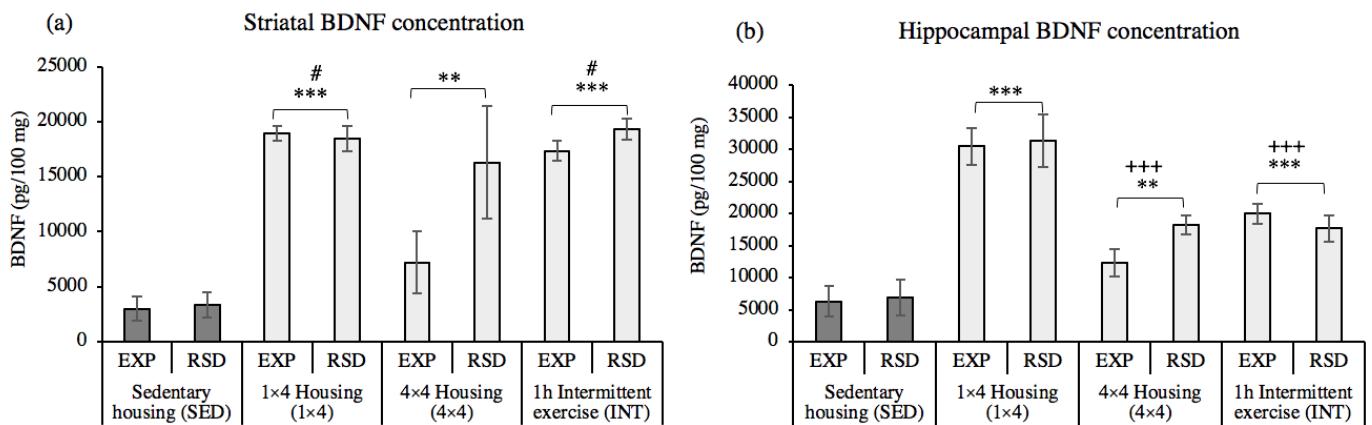 (a) Striatal BDNF concentration
BDNF (pg/100 mg)
25000
20000
15000
10000
5000
0
#
***
**
#
***
EXP RSD EXP RSD EXP RSD EXP RSD
Sedentary 1×4 Housing 4×4 Housing 1h Intermittent
housing (SED) (1×4) (4×4) exercise (INT)
(b) Hippocampal BDNF concentration
BDNF (pg/100 mg)
40000
35000
30000
25000
20000
15000
10000
5000
0
***
+++
**
+++
***
EXP RSD EXP RSD EXP RSD EXP RSD
Sedentary 1×4 Housing 4×4 Housing 1h Intermittent
housing (SED) (1×4) (4×4) exercise (INT)